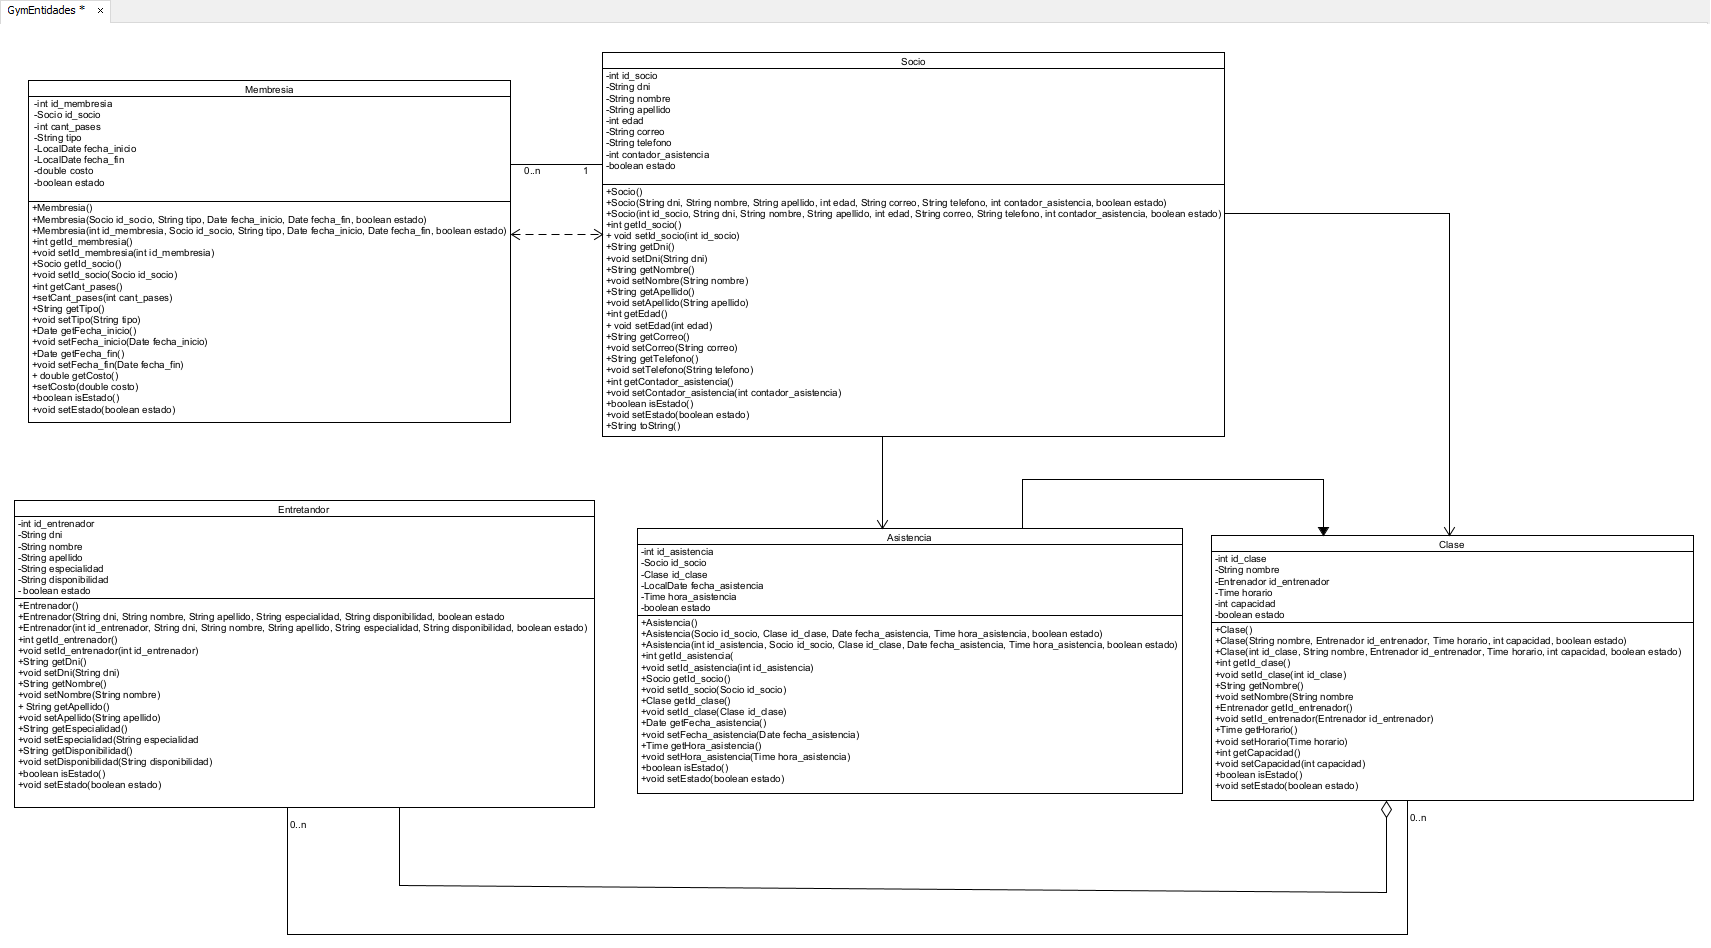 GymEntidades * ×
Membresia
-int id_membresia
-Socio id_socio
-int cant_pases
-String tipo
-LocalDate fecha_inicio
-LocalDate fecha_fin
-double costo
-boolean estado
+Membresia()
+Membresia(Socio id_socio, String tipo, Date fecha_inicio, Date fecha_fin, boolean estado)
+Membresia(int id_membresia, Socio id_socio, String tipo, Date fecha_inicio, Date fecha_fin, boolean estado)
+int getId_membresia()
+void setId_membresia(int id_membresia)
+Socio getId_socio()
+void setId_socio(Socio id_socio)
+int getCant_pases()
+setCant_pases(int cant_pases)
+String getTipo()
+void setTipo(String tipo)
+Date getFecha_inicio()
+void setFecha_inicio(Date fecha_inicio)
+Date getFecha_fin()
+void setFecha_fin(Date fecha_fin)
+ double getCosto()
+setCosto(double costo)
+boolean isEstado()
+void setEstado(boolean estado)
0..n
1
Socio
-int id_socio
-String dni
-String nombre
-String apellido
-int edad
-String correo
-String telefono
-int contador_asistencia
-boolean estado
+Socio()
+Socio(String dni, String nombre, String apellido, int edad, String correo, String telefono, int contador_asistencia, boolean estado)
+Socio(int id_socio, String dni, String nombre, String apellido, int edad, String correo, String telefono, int contador_asistencia, boolean estado)
+int getId_socio()
+ void setId_socio(int id_socio)
+String getDni()
+void setDni(String dni)
+String getNombre()
+void setNombre(String nombre)
+String getApellido()
+void setApellido(String apellido)
+int getEdad()
+ void setEdad(int edad)
+String getCorreo()
+void setCorreo(String correo)
+String getTelefono()
+void setTelefono(String telefono)
+int getContador_asistencia()
+void setContador_asistencia(int contador_asistencia)
+boolean isEstado()
+void setEstado(boolean estado)
+String toString()
Entretandor
-int id_entrenador
-String dni
-String nombre
-String apellido
-String especialidad
-String disponibilidad
- boolean estado
+Entrenador()
+Entrenador(String dni, String nombre, String apellido, String especialidad, String disponibilidad, boolean estado
+Entrenador(int id_entrenador, String dni, String nombre, String apellido, String especialidad, String disponibilidad, boolean estado)
+int getId_entrenador()
+void setId_entrenador(int id_entrenador)
+String getDni()
+void setDni(String dni)
+String getNombre()
+void setNombre(String nombre)
+ String getApellido()
+void setApellido(String apellido)
+String getEspecialidad()
+void setEspecialidad(String especialidad
+String getDisponibilidad()
+void setDisponibilidad(String disponibilidad)
+boolean isEstado()
+void setEstado(boolean estado)
0..n
Asistencia
-int id_asistencia
-Socio id_socio
-Clase id_clase
-LocalDate fecha_asistencia
-Time hora_asistencia
-boolean estado
+Asistencia()
+Asistencia(Socio id_socio, Clase id_clase, Date fecha_asistencia, Time hora_asistencia, boolean estado)
+Asistencia(int id_asistencia, Socio id_socio, Clase id_clase, Date fecha_asistencia, Time hora_asistencia, boolean estado)
+int getId_asistencia(
+void setId_asistencia(int id_asistencia)
+Socio getId_socio()
+void setId_socio(Socio id_socio)
+Clase getId_clase()
+void setId_clase(Clase id_clase)
+Date getFecha_asistencia()
+void setFecha_asistencia(Date fecha_asistencia)
+Time getHora_asistencia()
+void setHora_asistencia(Time hora_asistencia)
+boolean isEstado()
+void setEstado(boolean estado)
Clase
-int id_clase
-String nombre
-Entrenador id_entrenador
-Time horario
-int capacidad
-boolean estado
+Clase()
+Clase(String nombre, Entrenador id_entrenador, Time horario, int capacidad, boolean estado)
+Clase(int id_clase, String nombre, Entrenador id_entrenador, Time horario, int capacidad, boolean estado)
+int getId_clase()
+void setId_clase(int id_clase)
+String getNombre()
+void setNombre(String nombre
+Entrenador getId_entrenador()
+void setId_entrenador(Entrenador id_entrenador)
+Time getHorario()
+void setHorario(Time horario)
+int getCapacidad()
+void setCapacidad(int capacidad)
+boolean isEstado()
+void setEstado(boolean estado)
0..n